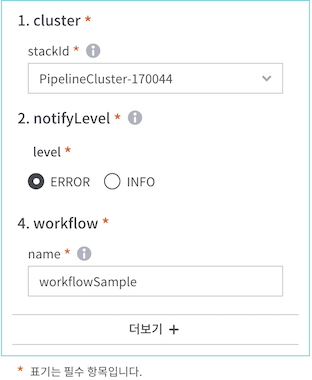 1. cluster *
stackId *
PipelineCluster-170044
2. notifyLevel *
level *
ERROR INFO
4. workflow *
name *
workflowSample
더보기 +
* 표기는 필수 항목입니다.